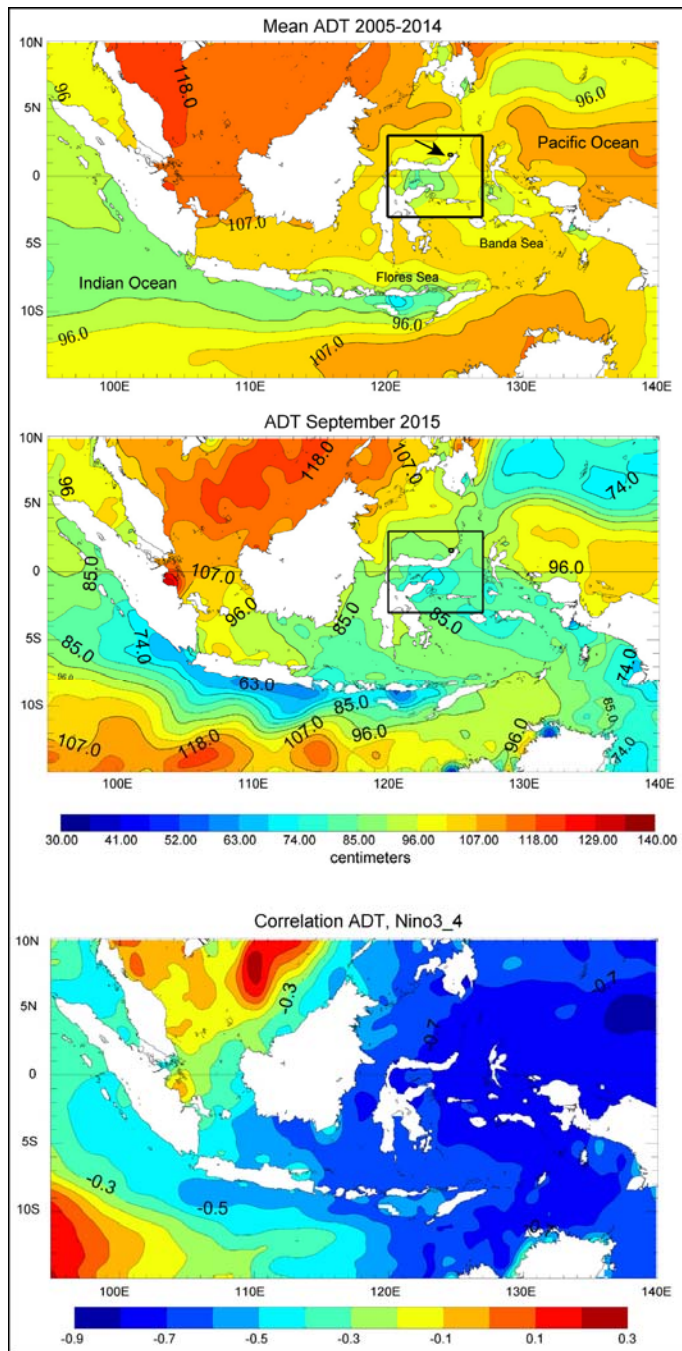 Mean ADT 2005-2014
10N
5N
0
5S
10S
96
118.0
96.0
Pacific Ocean
107.0
Banda Sea
Flores Sea
Indian Ocean
96.0
96.0
107.0
100E
110E
120E
130E
140E
ADT September 2015
10N
5N
0
5S
10S
96
118.0
107.0
74.0
85.0
107.0
96.0
96.0
85.0
85.0
74.0
85.0
96.0
63.0
85.0
74.0
85.0
107.0
118.0
107.0
96.0
96.0
74.0
100E
110E
120E
130E
140E
30.00
41.00
52.00
63.00
74.00
85.00
96.00
107.00
118.00
129.00
140.00
centimeters
Correlation ADT, Nino3_4
10N
5N
0
5S
10S
-0.3
-0.7
-0.7
-0.3
-0.5
100E
110E
120E
130E
140E
-0.9
-0.7
-0.5
-0.3
-0.1
0.1
0.3